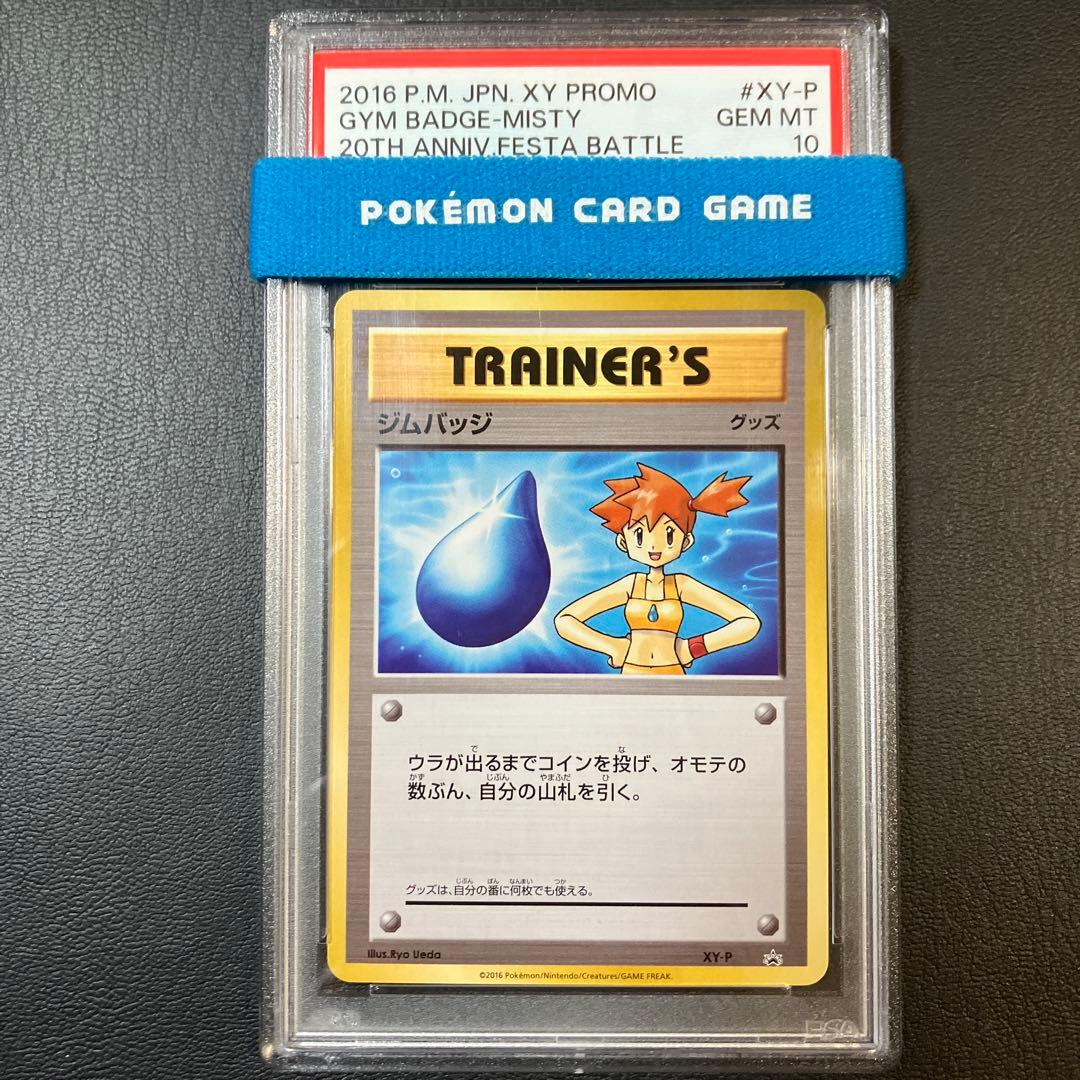 2016 P.M. JPN. XY PROMO #XY-P
GYM BADGE-MISTY GEM MT
20TH ANNIV.FESTA BATTLE 10
POKÉMON CARD GAME
TRAINER'S
ジムバッジ グッズ
ウラが出るまでコインを投げ、オモテの
数ぶん、自分の山札を引く。
グッズは、自分の番に何枚でも使える。
Illus.Ryo Ueda XY-P
©2016 Pokémon/Nintendo/Creatures/GAME FREAK.
PSA